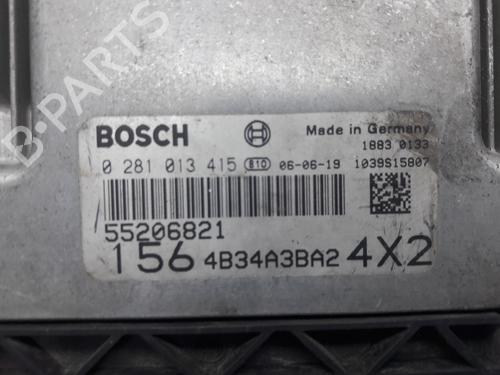 B-PARTS
BOSCH
Made in Germany
1883 0133
0 281 013 415 810 06-06-19 1039S15807
55206821
156 4B34A3BA2 4X2